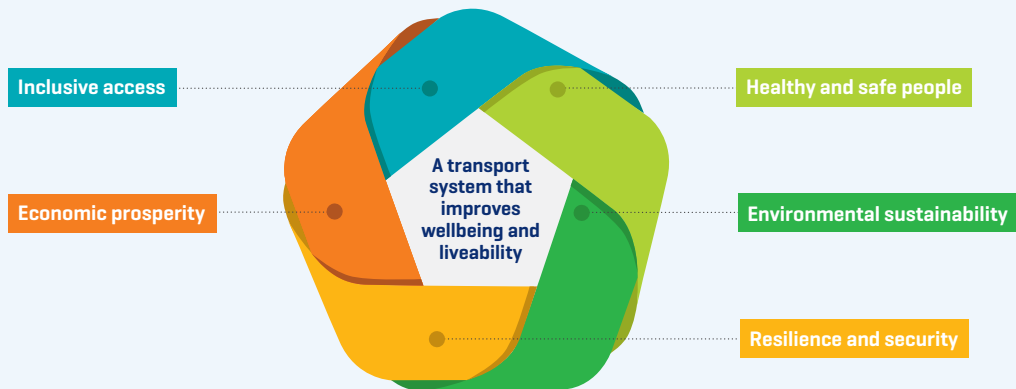 Inclusive access
Healthy and safe people
A transport
system that
improves
wellbeing and
liveability
Economic prosperity
Environmental sustainability
Resilience and security